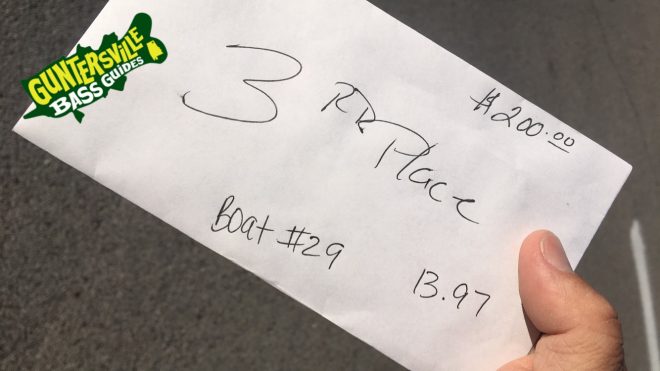 GUNTERSVILLE
BASS GUIDES
$200.00
3 RD Place
Boat #29
13.97